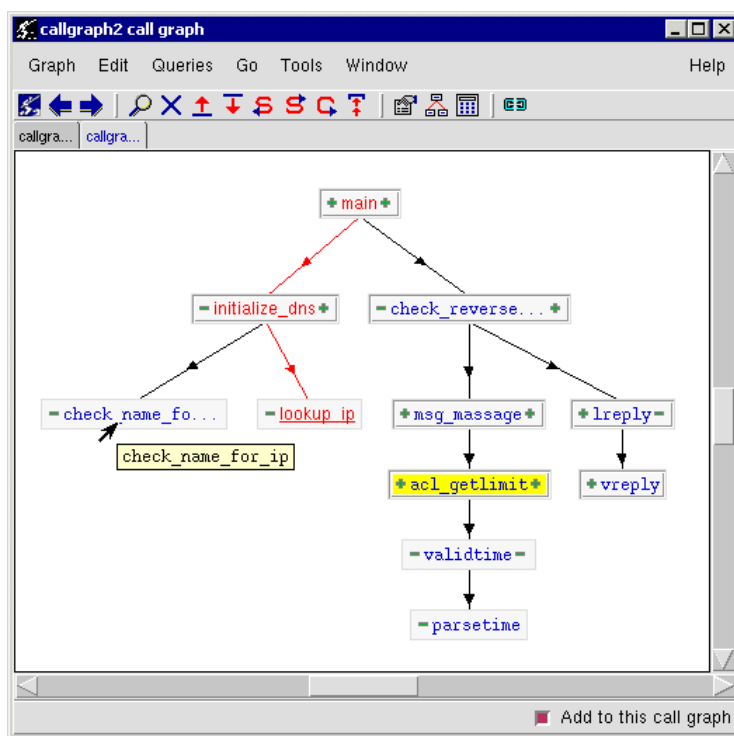 callgraph2 call graph
Graph Edit Queries Go Tools Window Help
callgra... callgra...
main
initialize_dns check_reverse...
check_name_fo... lookup_ip msg_massage lreply
check_name_for_ip
acl_getlimit vreply
validtime
parsetime
Add to this call graph